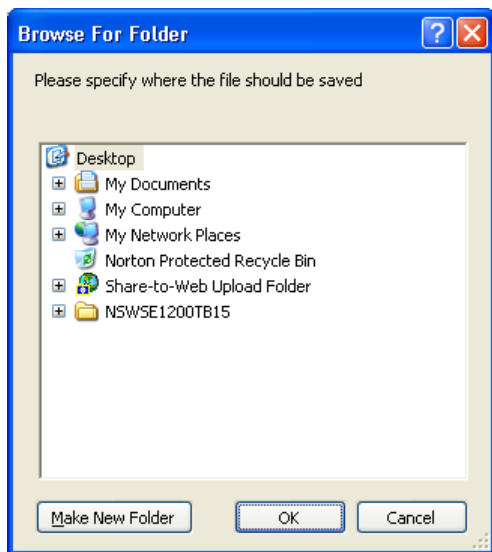 Browse For Folder
Please specify where the file should be saved
Desktop
My Documents
My Computer
My Network Places
Norton Protected Recycle Bin
Share-to-Web Upload Folder
NSWSE1200TB15
Make New Folder OK Cancel